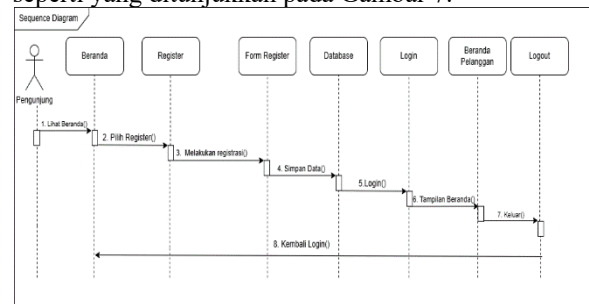 seperti yang ditunjukkan pada Gambar 7.
Sequence Diagram
Beranda
Register
Form Register
Database
Login
Beranda
Pelanggan
Logout
Pengunjung
1. Lihat Beranda()
2. Pilih Register()
3. Melakukan registrasi()
4. Simpan Data()
5.Login()
6. Tampilan Beranda()
7. Keluar()
8. Kembali Login()